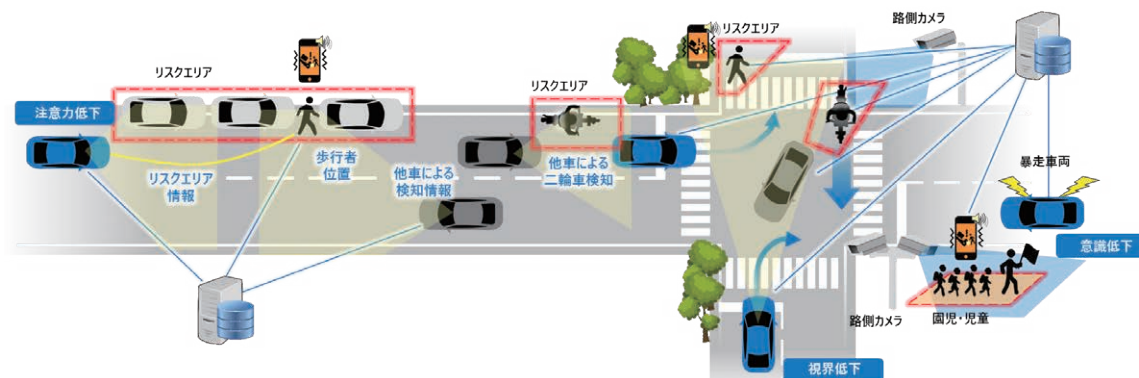 注意力低下
リスクエリア
リスクエリア
情報
歩行者
位置
他車による
検知情報
リスクエリア
他車による
二輪車検知
リスクエリア
路側カメラ
暴走車両
意識低下
路側カメラ
園児・児童
視界低下